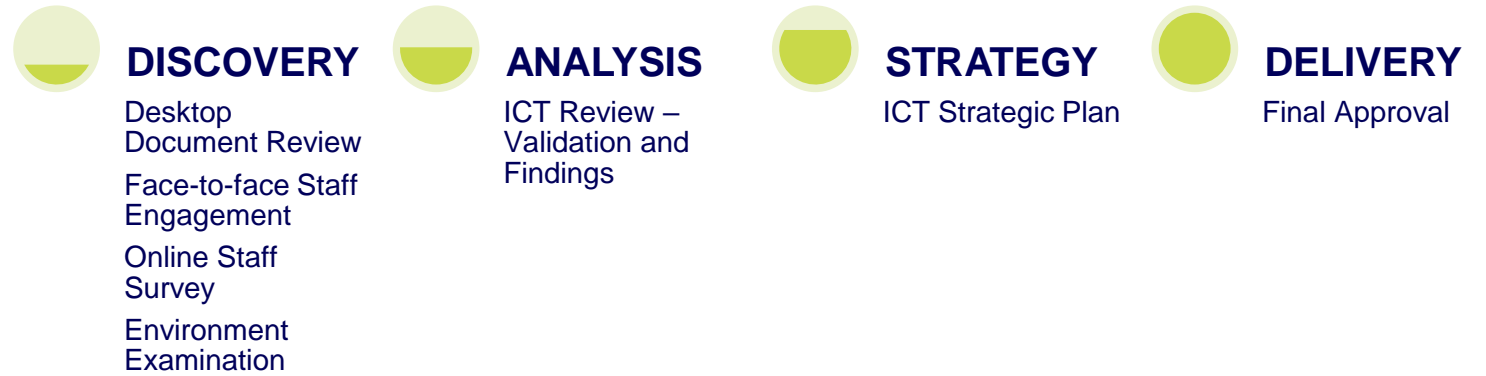 DISCOVERY
Desktop
Document Review
Face-to-face Staff
Engagement
Online Staff
Survey
Environment
Examination
ANALYSIS
ICT Review –
Validation and
Findings
STRATEGY
ICT Strategic Plan
DELIVERY
Final Approval